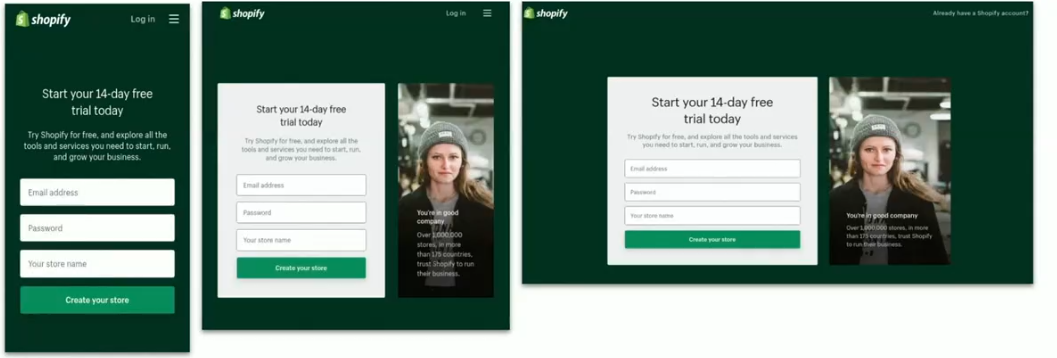 shopify
Log in
Start your 14-day free
trial today
Try Shopify for free, and explore all the
tools and services you need to start, run,
and grow your business.
Email address
Password
Your store name
Create your store
shopify
Log in
Start your 14-day free
trial today
Try Shopify for free, and explore all the
tools and services you need to start, run,
and grow your business.
Email address
Password
Your store name
Create your store
You're in good
company
Over 1,000,000
stores, in more
than 175 countries,
trust Shopify to run
their business.
shopify
Already have a Shopify account?
Start your 14-day free
trial today
Try Shopify for free, and explore all the tools and services
you need to start, run, and grow your business.
Email address
Password
Your store name
Create your store
You're in good company
Over 1,000,000 stores, in more
than 175 countries, trust Shopify
to run their business.